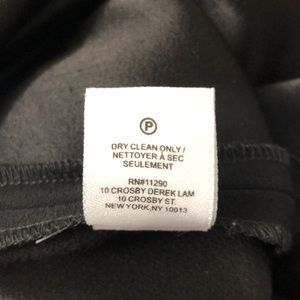 P
DRY CLEAN ONLY /
NETTOYER À SEC
SEULEMENT
RN#11290
10 CROSBY DEREK LAM
10 CROSBY ST.
NEW YORK, NY 10013